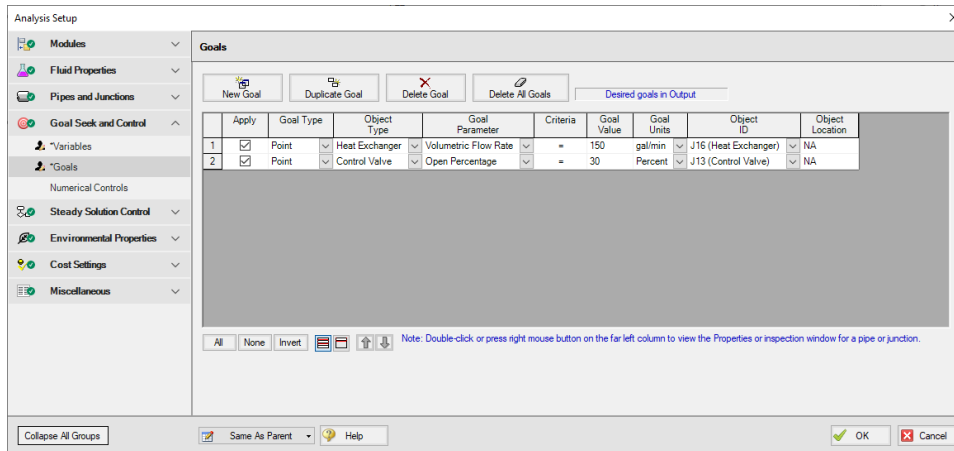 Analysis Setup
Modules
Fluid Properties
Pipes and Junctions
Goal Seek and Control
*Variables
*Goals
Numerical Controls
Steady Solution Control
Environmental Properties
Cost Settings
Miscellaneous
Goals
New Goal Duplicate Goal Delete Goal Delete All Goals Desired goals in Output
Apply Goal Type Object Type Goal Parameter Criteria Goal Value Goal Units Object ID Object Location
1 Point Heat Exchanger Volumetric Flow Rate = 150 gal/min J16 (Heat Exchanger) NA
2 Point Control Valve Open Percentage = 30 Percent J13 (Control Valve) NA
All None Invert Note: Double-click or press right mouse button on the far left column to view the Properties or inspection window for a pipe or junction.
Collapse All Groups Same As Parent Help OK Cancel